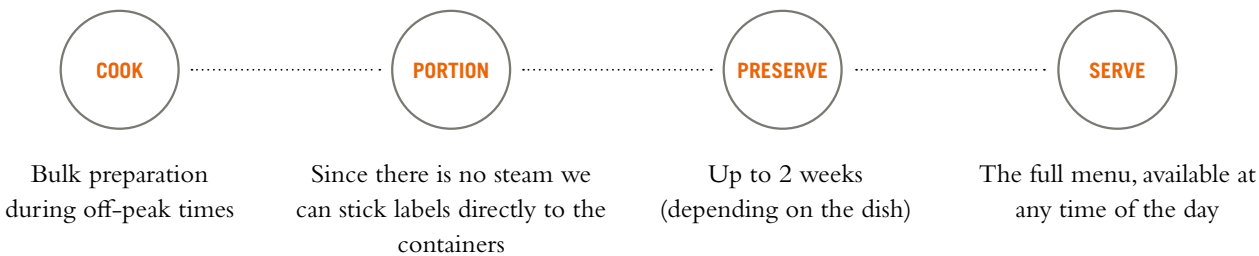 COOK
PORTION
PRESERVE
SERVE
Bulk preparation
during off-peak times
Since there is no steam we
can stick labels directly to the
containers
Up to 2 weeks
(depending on the dish)
The full menu, available at
any time of the day